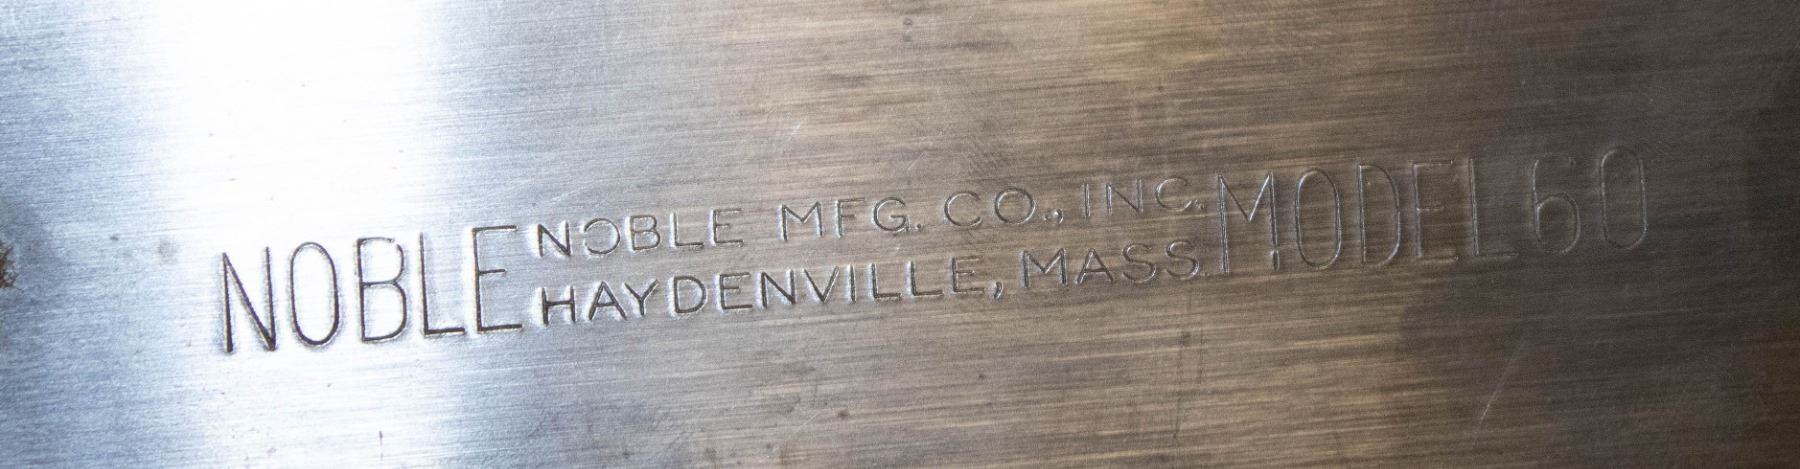 NOBLE
NOBLE MFG. CO., INC.
HAYDENVILLE, MASS.
MODEL 60